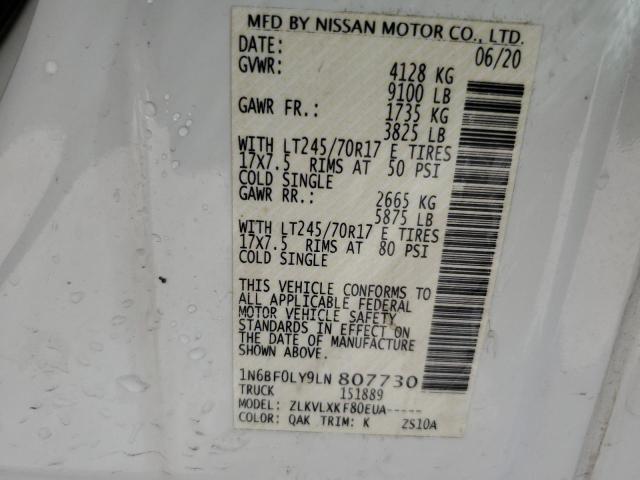 MFD BY NISSAN MOTOR CO., LTD.
DATE: 06/20
GVWR: 4128 KG
9100 LB
GAWR FR.: 1735 KG
3825 LB
WITH LT245/70R17 E TIRES
17X7.5 RIMS AT 50 PSI
COLD SINGLE
GAWR RR.: 2665 KG
5875 LB
WITH LT245/70R17 E TIRES
17X7.5 RIMS AT 80 PSI
COLD SINGLE
THIS VEHICLE CONFORMS TO
ALL APPLICABLE FEDERAL
MOTOR VEHICLE SAFETY
STANDARDS IN EFFECT ON
THE DATE OF MANUFACTURE
SHOWN ABOVE.
1N6BF0LY9LN 807730
TRUCK 151889
MODEL: ZLKVLXKF80EUA-----
COLOR: QAK TRIM: K 2S10A